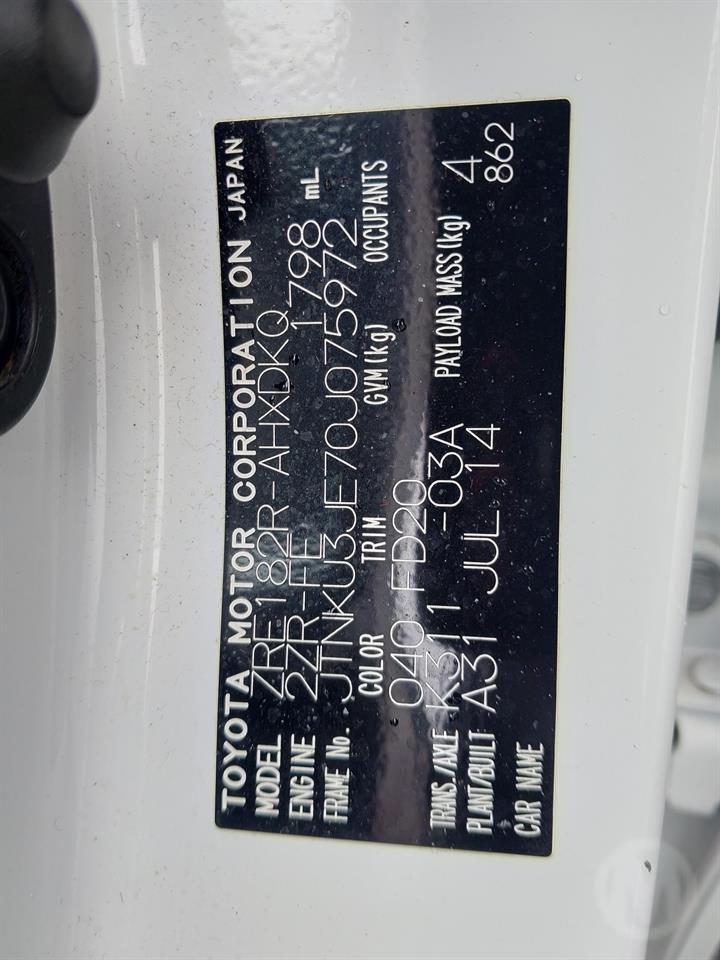 TOYOTA MOTOR CORPORATION JAPAN
MODEL ZRE182R-AHXDKQ
ENGINE 2ZR-FE 1798 mL
FRAME No. JTNKU3JE70J075972
COLOR TRIM GVM(kg) OCCUPANTS
040 FD20 4
TRANS/AXLE K311 -03A PAYLOAD MASS(kg) 862
PLANT/BUILT A31 JUL 14
CAR NAME